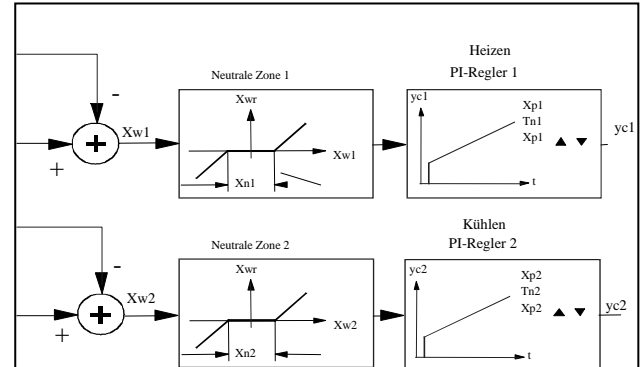 Heizen
PI-Regler 1
Neutrale Zone 1
-
+
+
Xw1
Xwr
Xw1
Xn1
yc1
Xp1
Tn1
Xp1
t
yc1
Kühlen
PI-Regler 2
Neutrale Zone 2
-
+
+
Xw2
Xwr
Xw2
Xn2
yc2
Xp2
Tn2
Xp2
t
yc2